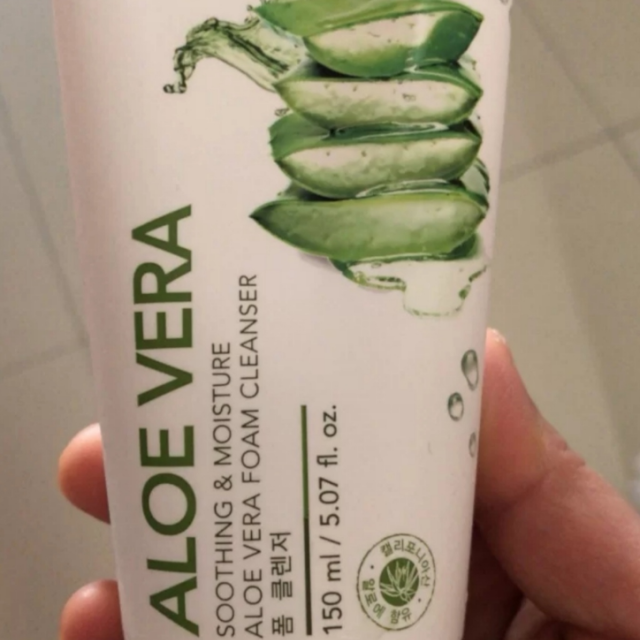 ALOE VERA
SOOTHING & MOISTURE
ALOE VERA FOAM CLEANSER
폼 클렌저
150 ml / 5.07 fl. oz.
캘리포니아산